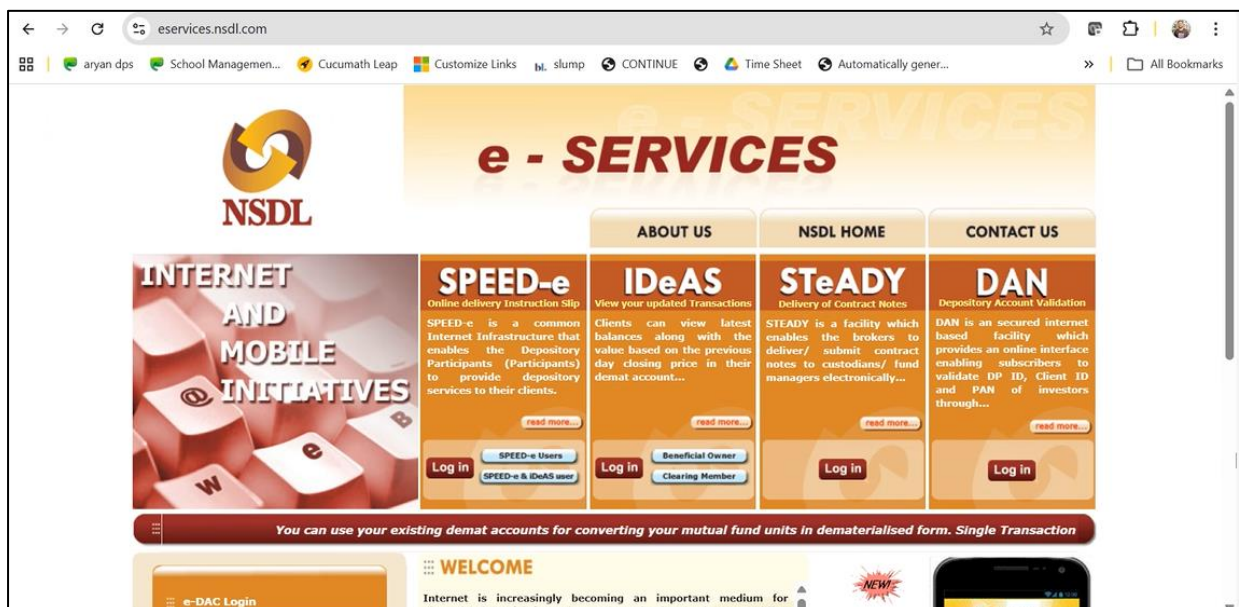 eservices.nsdl.com
aryan dps
School Managemen...
Cucumath Leap
Customize Links
bl. slump
CONTINUE
Time Sheet
Automatically gener...
»
All Bookmarks
e - SERVICES
e - SERVICES
NSDL
ABOUT US
NSDL HOME
CONTACT US
INTERNET
AND
MOBILE
INITIATIVES
@
B
e
W
SPEED-e
Online delivery Instruction Slip
SPEED-e is a common
Internet Infrastructure that
enables the Depository
Participants (Participants)
to provide depository
services to their clients.
read more...
Log in
SPEED-e Users
SPEED-e & iDeAS user
IDeAS
View your updated Transactions
Clients can view latest
balances along with the
value based on the previous
day closing price in their
demat account...
read more...
Log in
Beneficial Owner
Clearing Member
STeADY
Delivery of Contract Notes
STEADY is a facility which
enables the brokers to
deliver/ submit contract
notes to custodians/ fund
managers electronically...
read more...
Log in
DAN
Depository Account Validation
DAN is an secured internet
based facility which
provides an online interface
enabling subscribers to
validate DP ID, Client ID
and PAN of investors
through...
read more...
Log in
You can use your existing demat accounts for converting your mutual fund units in dematerialised form. Single Transaction
e-DAC Login
WELCOME
Internet is increasingly becoming an important medium for
NEW!